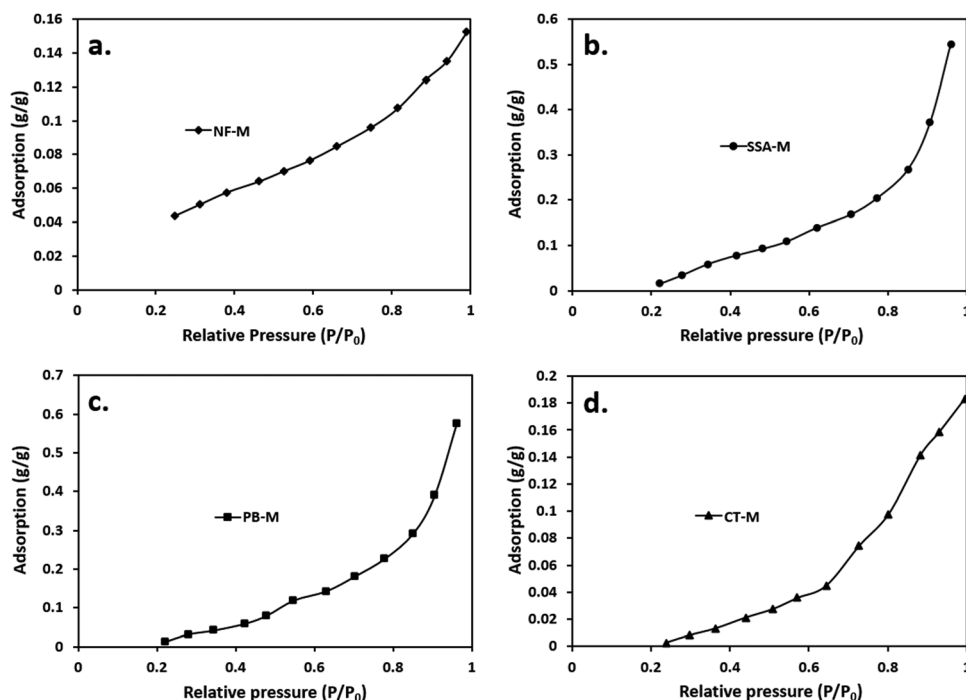 a.
NF-M
Adsorption (g/g)
0.16
0.14
0.12
0.1
0.08
0.06
0.04
0.02
0
0 0.2 0.4 0.6 0.8 1
Relative Pressure (P/P0)
b.
SSA-M
Adsorption (g/g)
0.6
0.5
0.4
0.3
0.2
0.1
0
0 0.2 0.4 0.6 0.8 1
Relative pressure (P/P0)
c.
PB-M
Adsorption (g/g)
0.7
0.6
0.5
0.4
0.3
0.2
0.1
0
0 0.2 0.4 0.6 0.8 1
Relative pressure (P/P0)
d.
CT-M
Adsorption (g/g)
0.2
0.18
0.16
0.14
0.12
0.1
0.08
0.06
0.04
0.02
0
0 0.2 0.4 0.6 0.8 1
Relative pressure (P/P0)